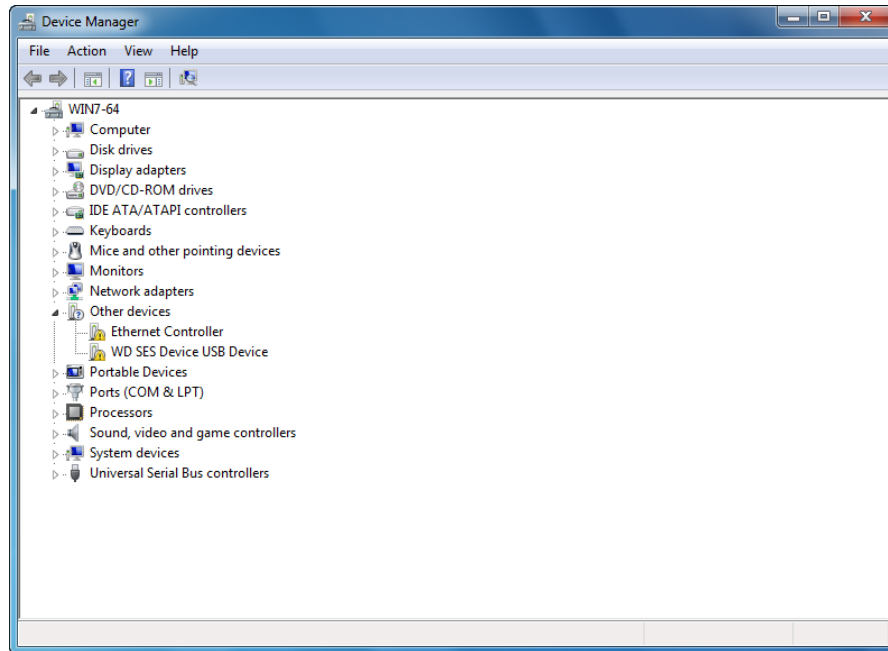 Device Manager
File Action View Help
WIN7-64
Computer
Disk drives
Display adapters
DVD/CD-ROM drives
IDE ATA/ATAPI controllers
Keyboards
Mice and other pointing devices
Monitors
Network adapters
Other devices
Ethernet Controller
WD SES Device USB Device
Portable Devices
Ports (COM & LPT)
Processors
Sound, video and game controllers
System devices
Universal Serial Bus controllers